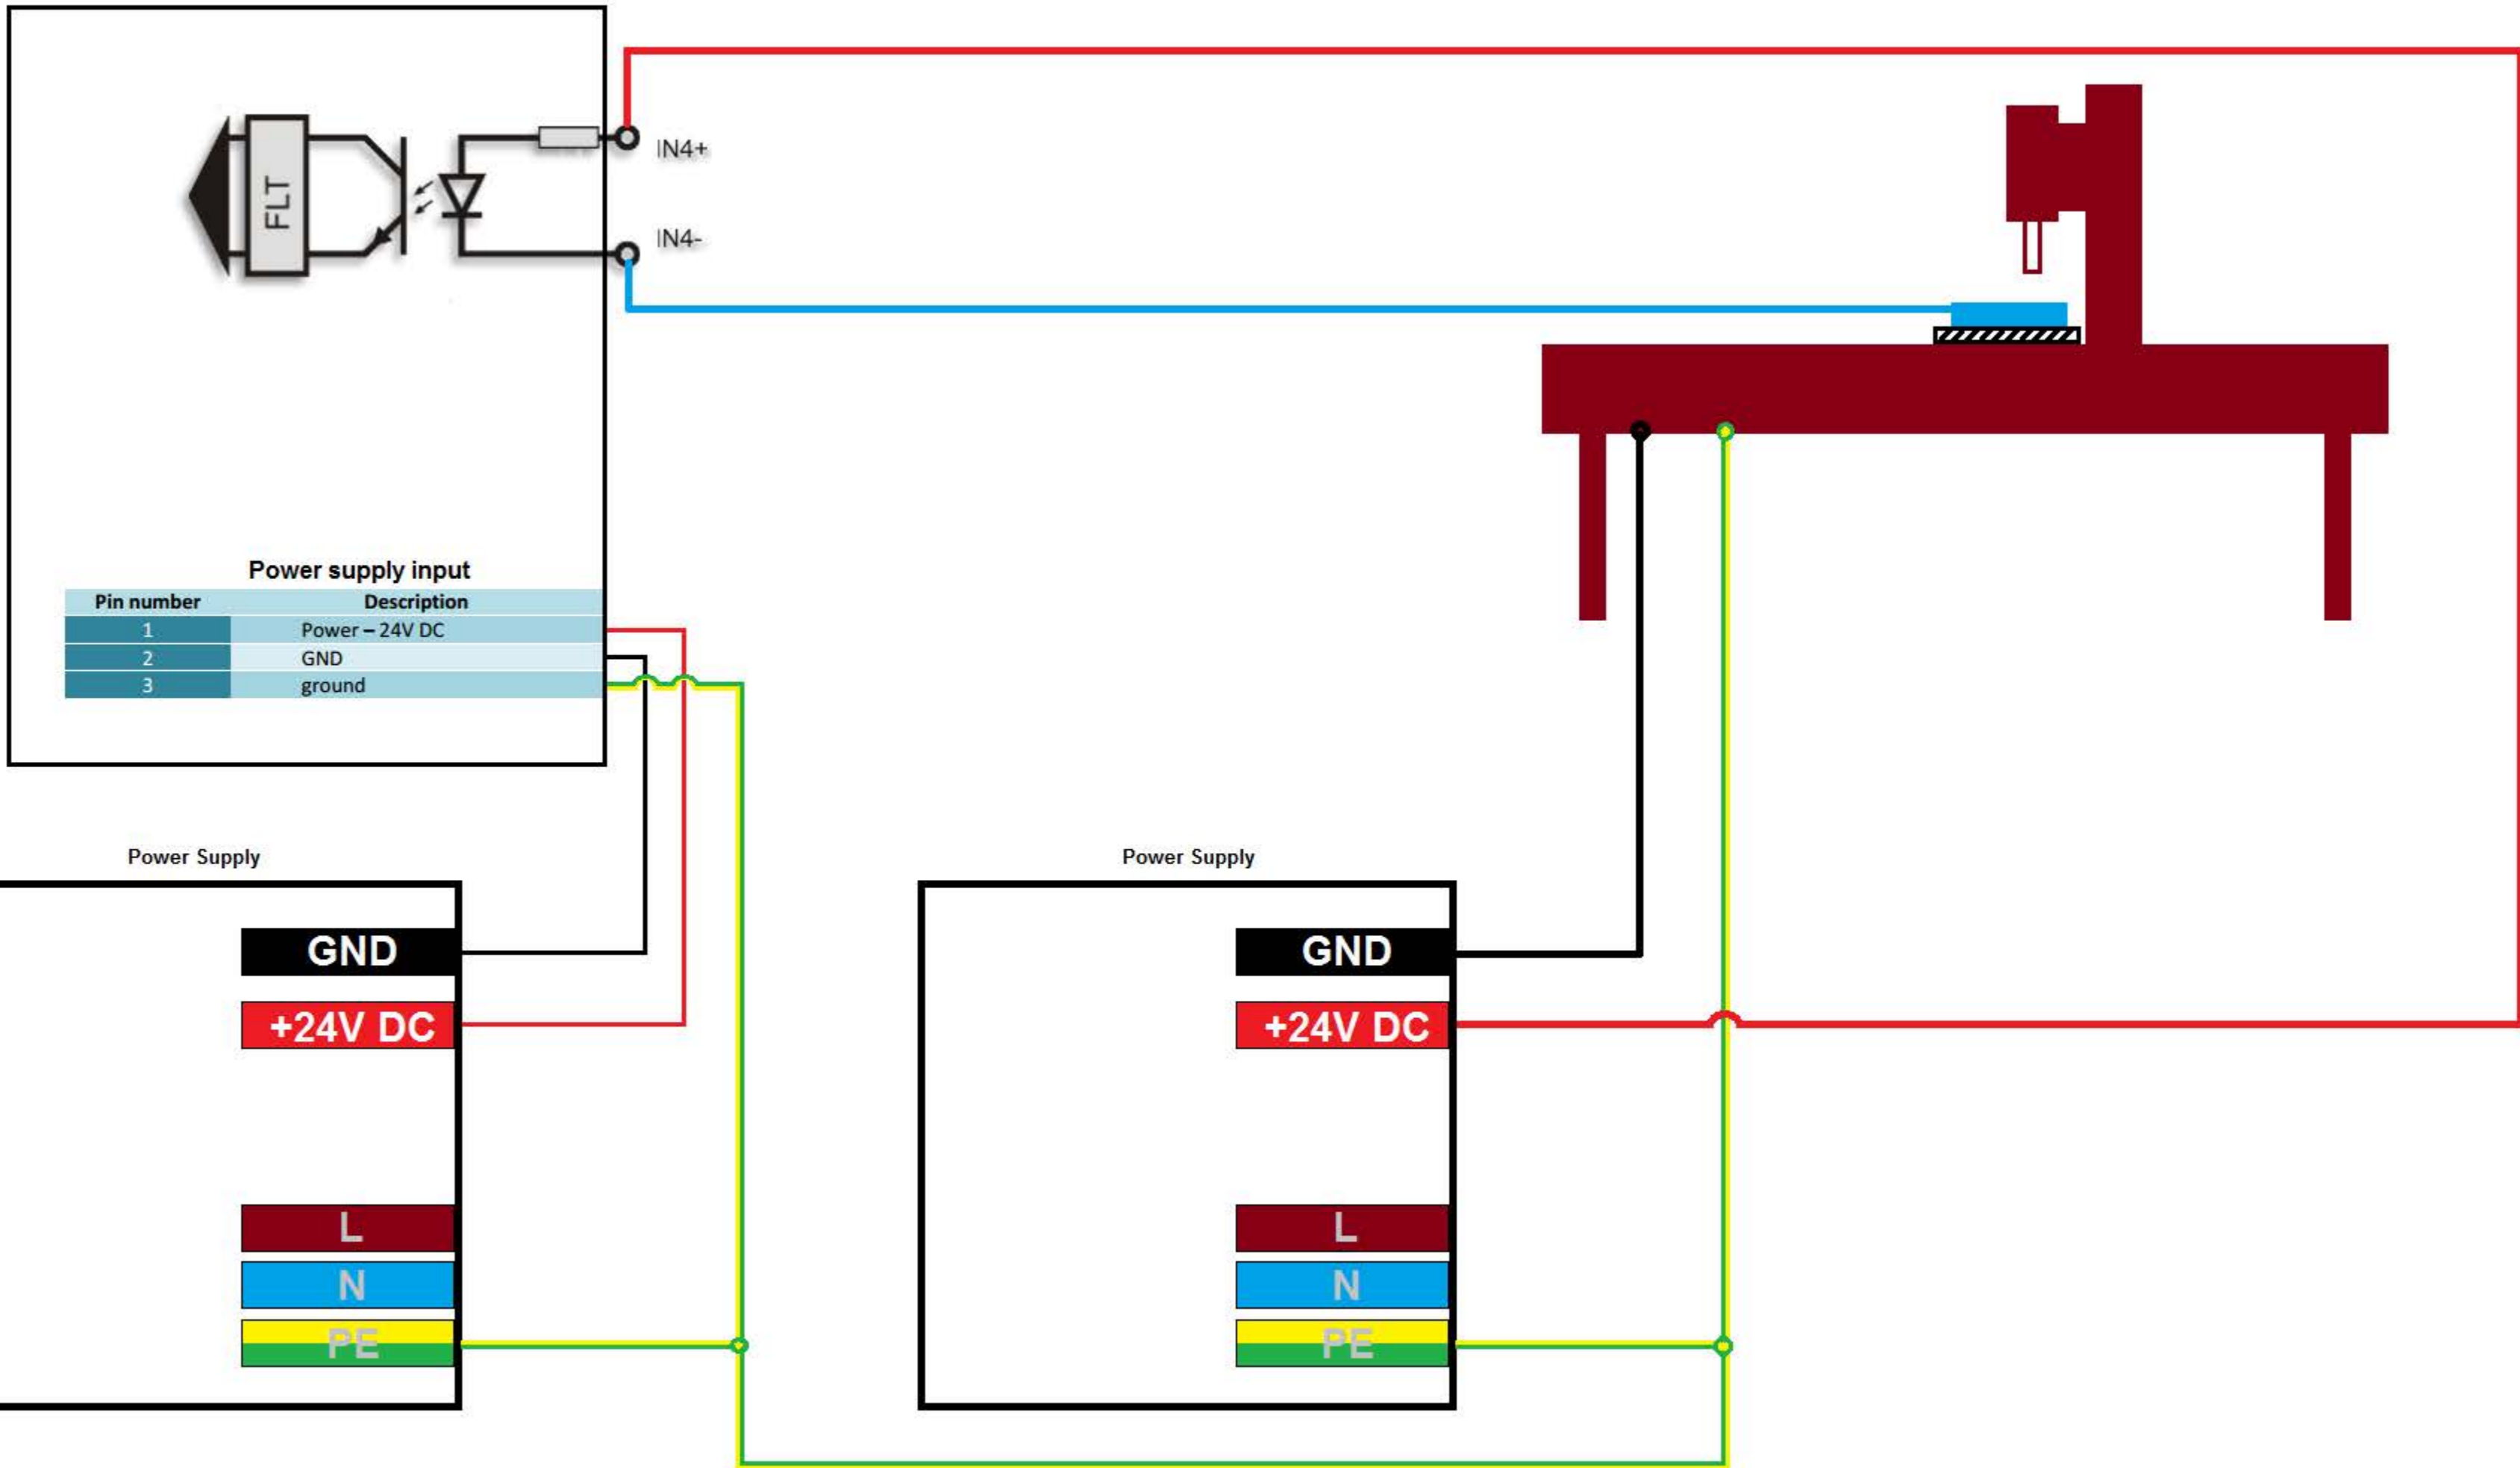 IN4+
FLT
IN4-
Power supply input
Pin number Description
1 Power – 24V DC
2 GND
3 ground
Power Supply
GND
+24V DC
L
N
PE
Power Supply
GND
+24V DC
L
N
PE